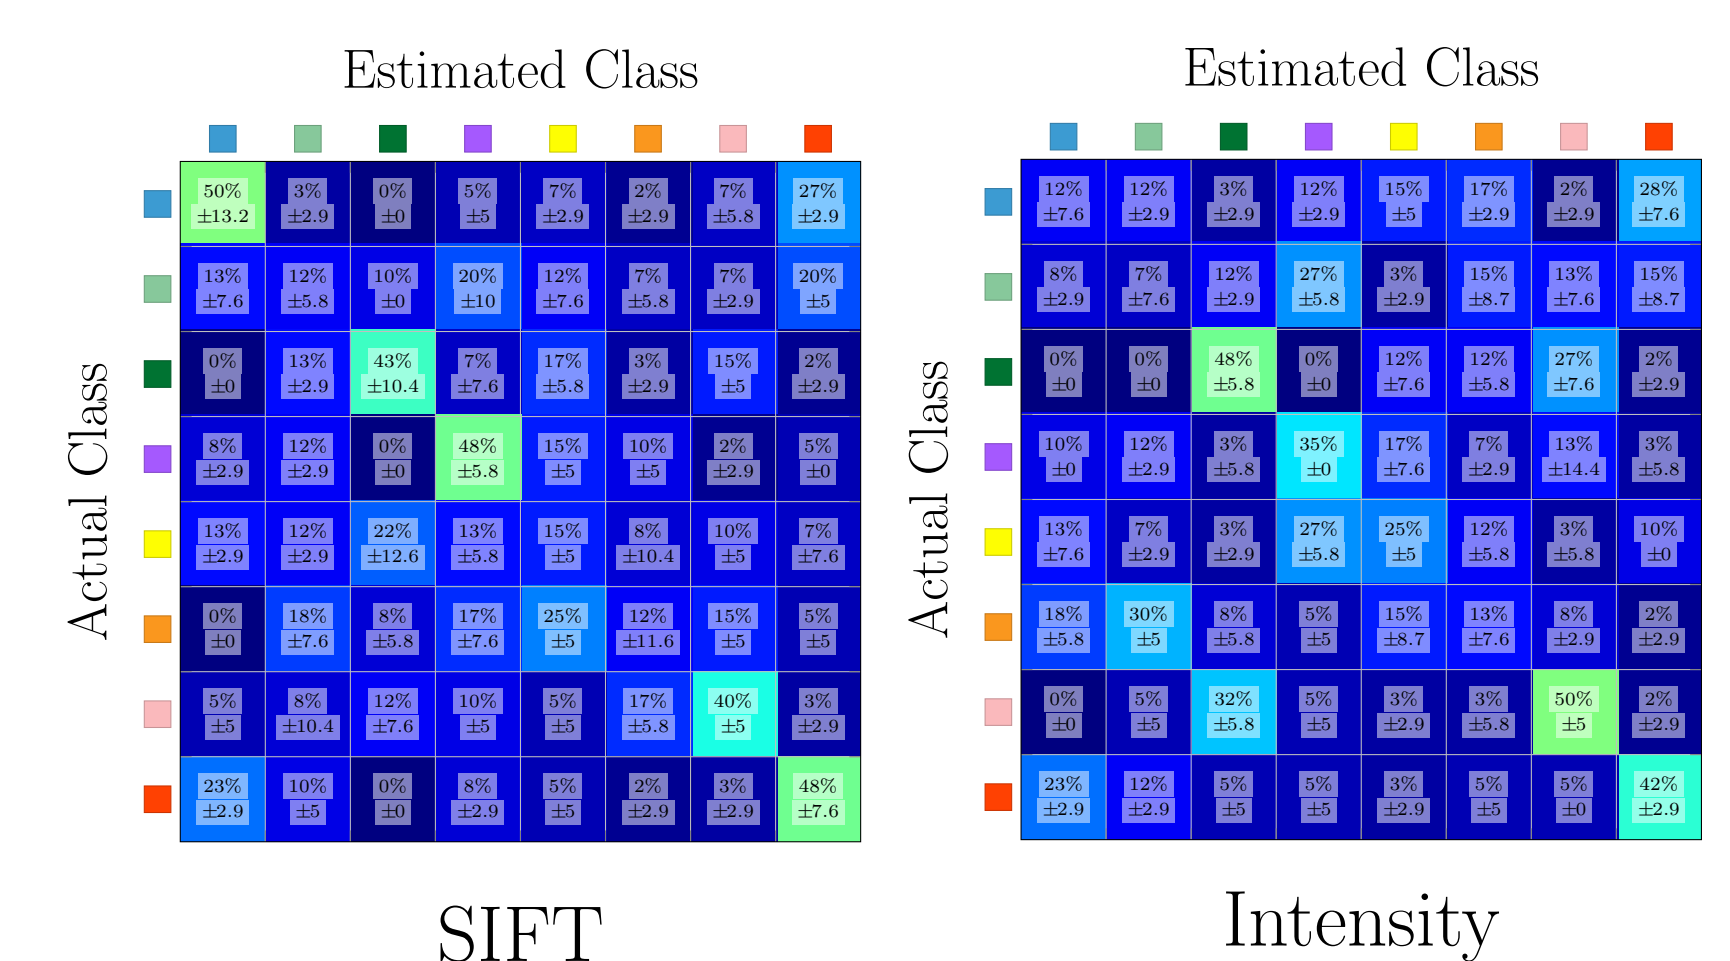 Estimated Class
Actual Class
50% 3% 0% 5% 7% 2% 7% 27%
±13.2 ±2.9 ±0 ±5 ±2.9 ±2.9 ±5.8 ±2.9
13% 12% 10% 20% 12% 7% 7% 20%
±7.6 ±5.8 ±0 ±10 ±7.6 ±5.8 ±2.9 ±5
0% 13% 43% 7% 17% 3% 15% 2%
±0 ±2.9 ±10.4 ±7.6 ±5.8 ±2.9 ±5 ±2.9
8% 12% 0% 48% 15% 10% 2% 5%
±2.9 ±2.9 ±0 ±5.8 ±5 ±5 ±2.9 ±0
13% 12% 22% 13% 15% 8% 10% 7%
±2.9 ±2.9 ±12.6 ±5.8 ±5 ±10.4 ±5 ±7.6
0% 18% 8% 17% 25% 12% 15% 5%
±0 ±7.6 ±5.8 ±7.6 ±5 ±11.6 ±5 ±5
5% 8% 12% 10% 5% 17% 40% 3%
±5 ±10.4 ±7.6 ±5 ±5 ±5.8 ±5 ±2.9
23% 10% 0% 8% 5% 2% 3% 48%
±2.9 ±5 ±0 ±2.9 ±5 ±2.9 ±2.9 ±7.6
SIFT
Estimated Class
Actual Class
12% 12% 3% 12% 15% 17% 2% 28%
±7.6 ±2.9 ±2.9 ±2.9 ±5 ±2.9 ±2.9 ±7.6
8% 7% 12% 27% 3% 15% 13% 15%
±2.9 ±7.6 ±2.9 ±5.8 ±2.9 ±8.7 ±7.6 ±8.7
0% 0% 48% 0% 12% 12% 27% 2%
±0 ±0 ±5.8 ±0 ±7.6 ±5.8 ±7.6 ±2.9
10% 12% 3% 35% 17% 7% 13% 3%
±0 ±2.9 ±5.8 ±0 ±7.6 ±2.9 ±14.4 ±5.8
13% 7% 3% 27% 25% 12% 3% 10%
±7.6 ±2.9 ±2.9 ±5.8 ±5 ±5.8 ±5.8 ±0
18% 30% 8% 5% 15% 13% 8% 2%
±5.8 ±5 ±5.8 ±5 ±8.7 ±7.6 ±2.9 ±2.9
0% 5% 32% 5% 3% 3% 50% 2%
±0 ±5 ±5.8 ±5 ±2.9 ±5.8 ±5 ±2.9
23% 12% 5% 5% 3% 5% 5% 42%
±2.9 ±2.9 ±5 ±5 ±2.9 ±5 ±0 ±2.9
Intensity